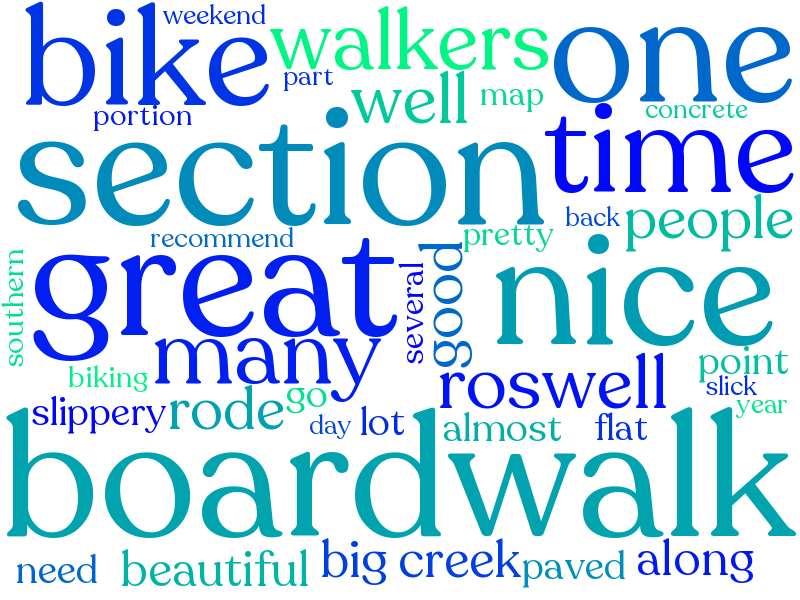 weekend
bike
walkers
one
part
well
map
portion
concrete
section
time
back
people
recommend
pretty
southern
great
several
good
nice
many
point
biking
roswell
slick
go
rode
slippery
year
day
lot
almost
flat
boardwalk
need
beautiful
big creek
paved
along